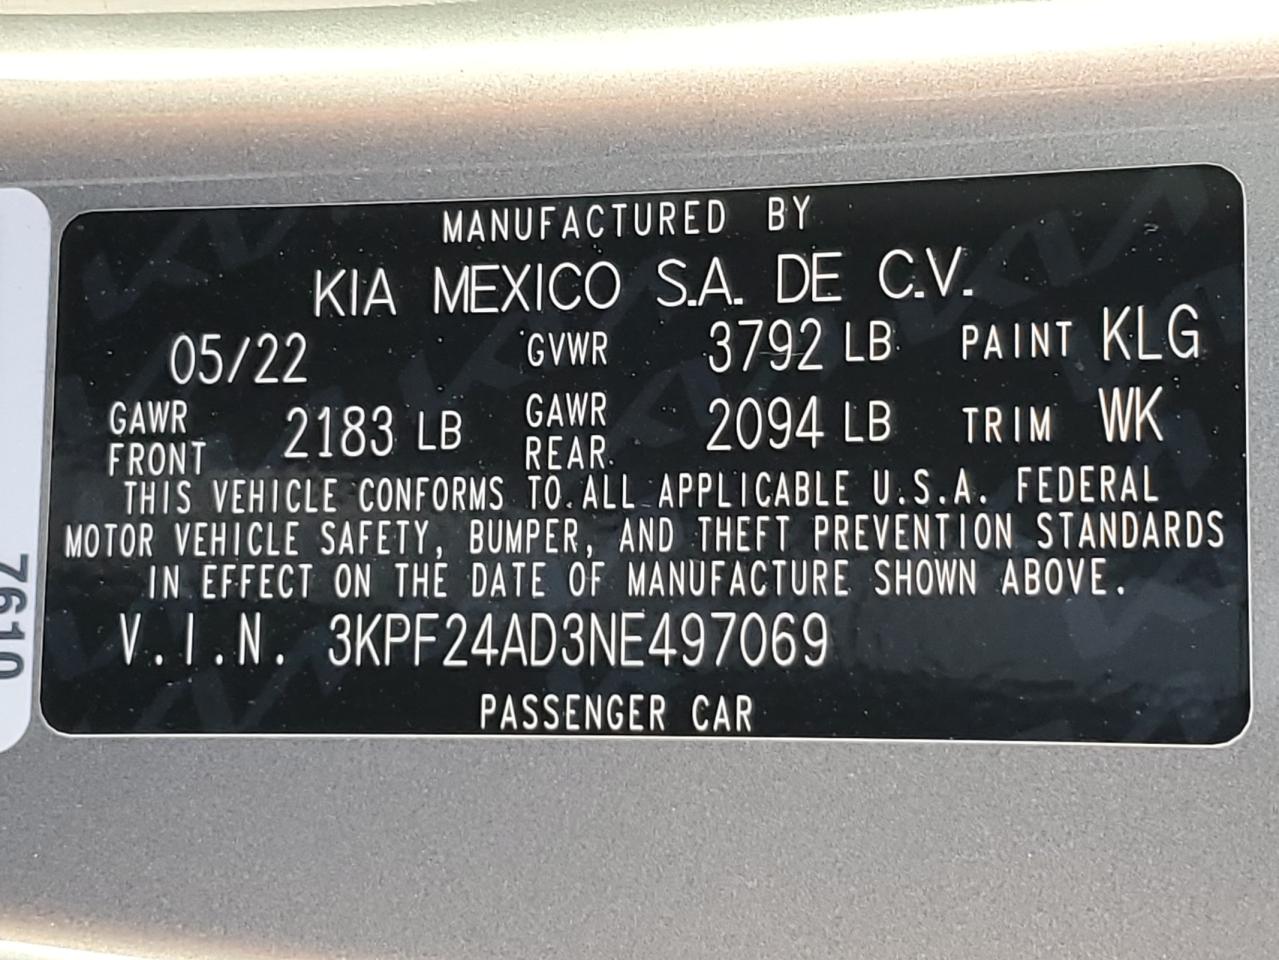 MANUFACTURED BY
KIA MEXICO S.A. DE C.V.
05/22 GVWR 3792 LB PAINT KLG
GAWR FRONT 2183 LB GAWR REAR 2094 LB TRIM WK
THIS VEHICLE CONFORMS TO ALL APPLICABLE U.S.A. FEDERAL
MOTOR VEHICLE SAFETY, BUMPER, AND THEFT PREVENTION STANDARDS
IN EFFECT ON THE DATE OF MANUFACTURE SHOWN ABOVE.
V.I.N. 3KPF24AD3NE497069
PASSENGER CAR
7610